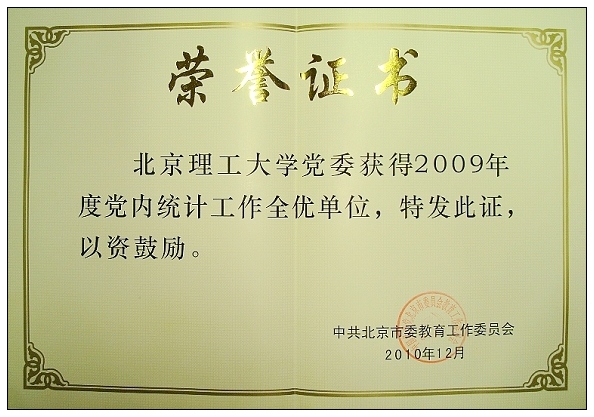 荣誉证书
北京理工大学党委获得2009年
度党内统计工作全优单位，特发此证，
以资鼓励。
中共北京市委教育工作委员会
2010年12月